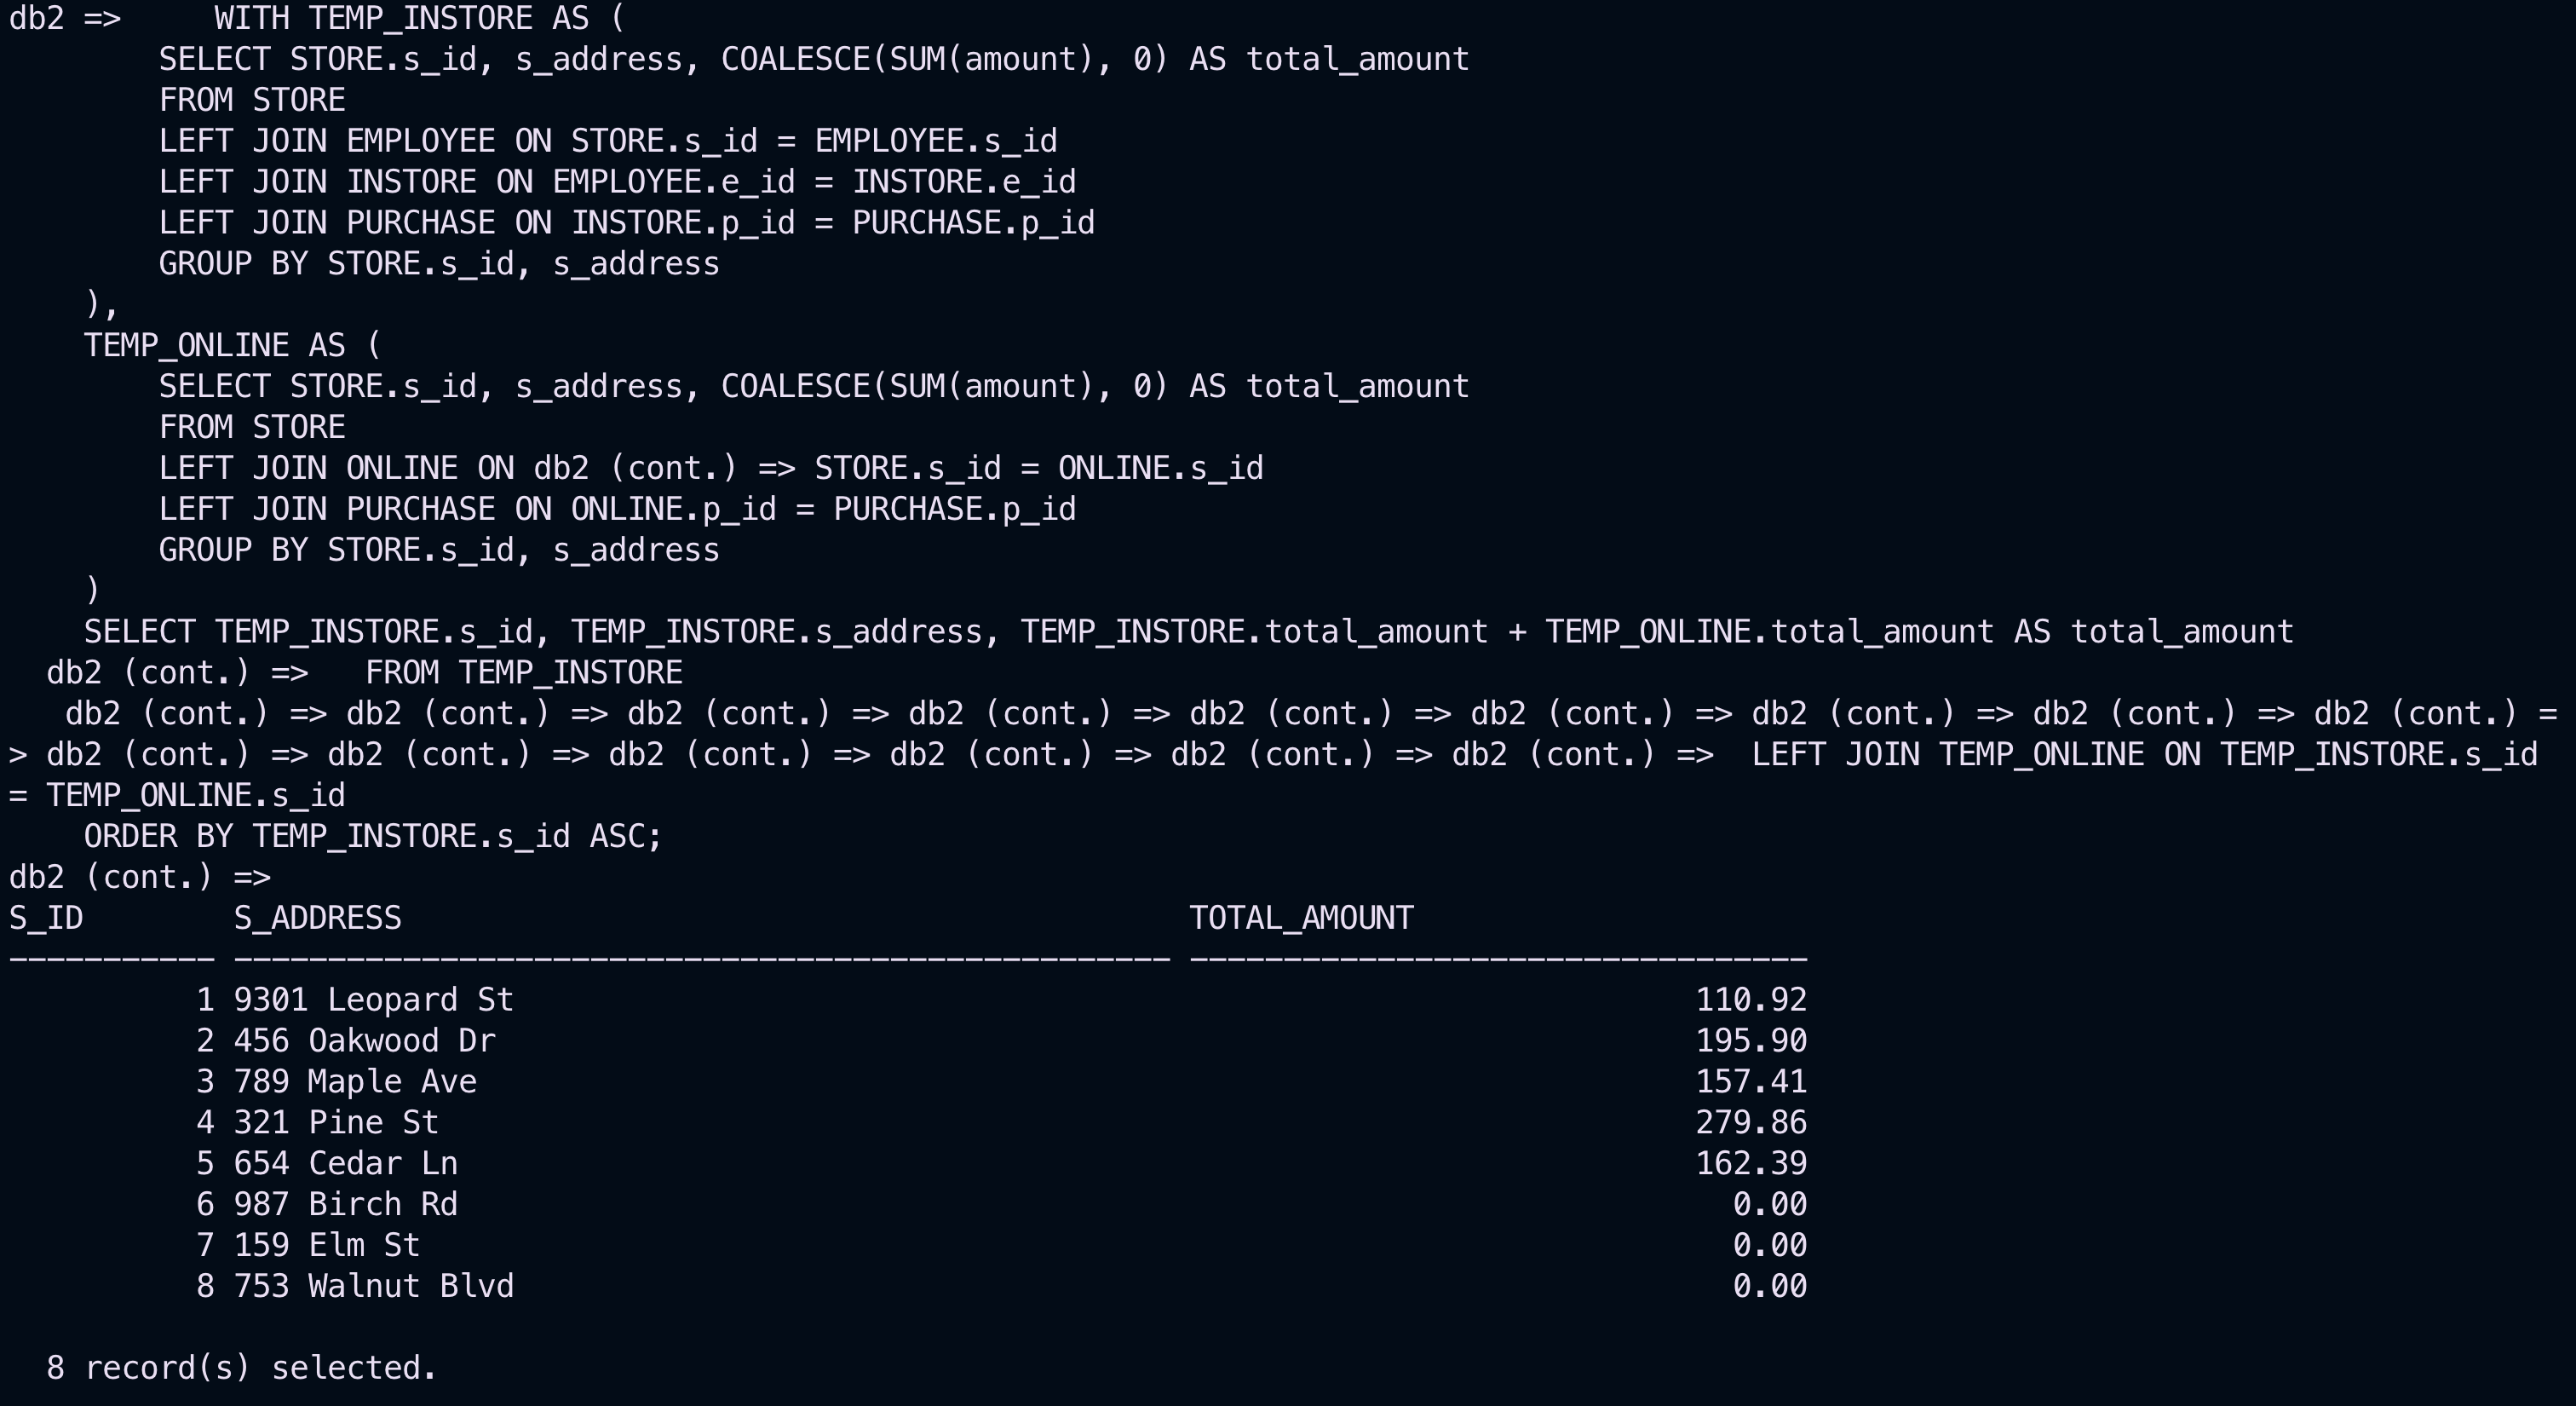 db2 =>     WITH TEMP_INSTORE AS (
        SELECT STORE.s_id, s_address, COALESCE(SUM(amount), 0) AS total_amount
        FROM STORE
        LEFT JOIN EMPLOYEE ON STORE.s_id = EMPLOYEE.s_id
        LEFT JOIN INSTORE ON EMPLOYEE.e_id = INSTORE.e_id
        LEFT JOIN PURCHASE ON INSTORE.p_id = PURCHASE.p_id
        GROUP BY STORE.s_id, s_address
    ),
    TEMP_ONLINE AS (
        SELECT STORE.s_id, s_address, COALESCE(SUM(amount), 0) AS total_amount
        FROM STORE
        LEFT JOIN ONLINE ON db2 (cont.) => STORE.s_id = ONLINE.s_id
        LEFT JOIN PURCHASE ON ONLINE.p_id = PURCHASE.p_id
        GROUP BY STORE.s_id, s_address
    )
    SELECT TEMP_INSTORE.s_id, TEMP_INSTORE.s_address, TEMP_INSTORE.total_amount + TEMP_ONLINE.total_amount AS total_amount
  db2 (cont.) =>   FROM TEMP_INSTORE
   db2 (cont.) => db2 (cont.) => db2 (cont.) => db2 (cont.) => db2 (cont.) => db2 (cont.) => db2 (cont.) => db2 (cont.) => db2 (cont.) =
> db2 (cont.) => db2 (cont.) => db2 (cont.) => db2 (cont.) => db2 (cont.) => db2 (cont.) =>  LEFT JOIN TEMP_ONLINE ON TEMP_INSTORE.s_id
= TEMP_ONLINE.s_id
    ORDER BY TEMP_INSTORE.s_id ASC;
db2 (cont.) =>
S_ID        S_ADDRESS                                          TOTAL_AMOUNT
----------- -------------------------------------------------- ---------------------------------
          1 9301 Leopard St                                                               110.92
          2 456 Oakwood Dr                                                                195.90
          3 789 Maple Ave                                                                 157.41
          4 321 Pine St                                                                   279.86
          5 654 Cedar Ln                                                                  162.39
          6 987 Birch Rd                                                                    0.00
          7 159 Elm St                                                                      0.00
          8 753 Walnut Blvd                                                                 0.00
  8 record(s) selected.